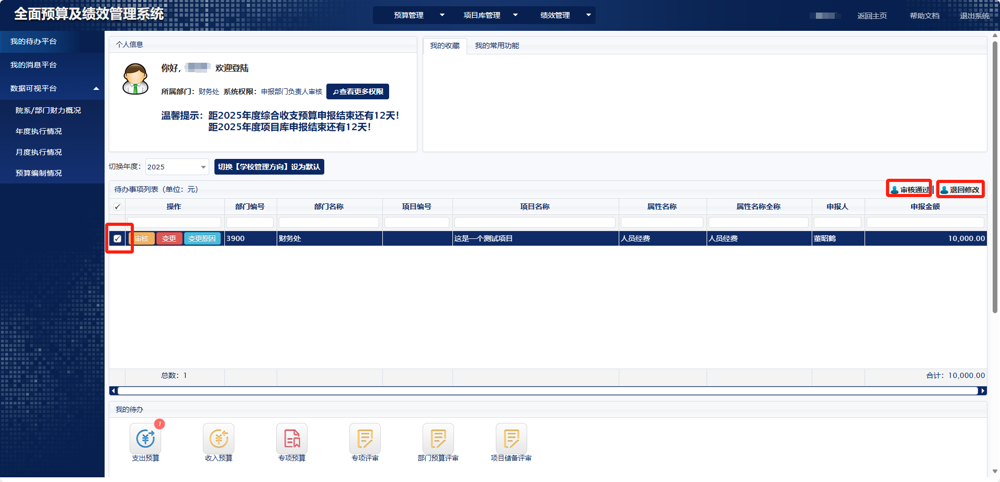 全面预算及绩效管理系统
预算管理 项目库管理 绩效管理
返回主页 帮助文档 退出系统
我的待办平台
我的消息平台
数据可视平台
院系/部门财力概况
年度执行情况
月度执行情况
预算编制情况
个人信息
你好， 欢迎登陆
所属部门： 财务处 系统权限： 申报部门负责人审核 查看更多权限
温馨提示： 距2025年度综合收支预算申报结束还有12天！
距2025年度项目库申报结束还有12天！
我的收藏 我的常用功能
切换年度： 2025 切换【学校管理方向】设为默认
待办事项列表（单位：元） 审核通过 | 退回修改
操作 部门编号 部门名称 项目编号 项目名称 属性名称 属性名称全称 申报人 申报金额
审核 变更 变更原因 3900 财务处 这是一个测试项目 人员经费 人员经费 董昭鹤 10,000.00
总数：1 合计：10,000.00
我的待办
1
支出预算 收入预算 专项预算 专项评审 部门预算评审 项目储备评审